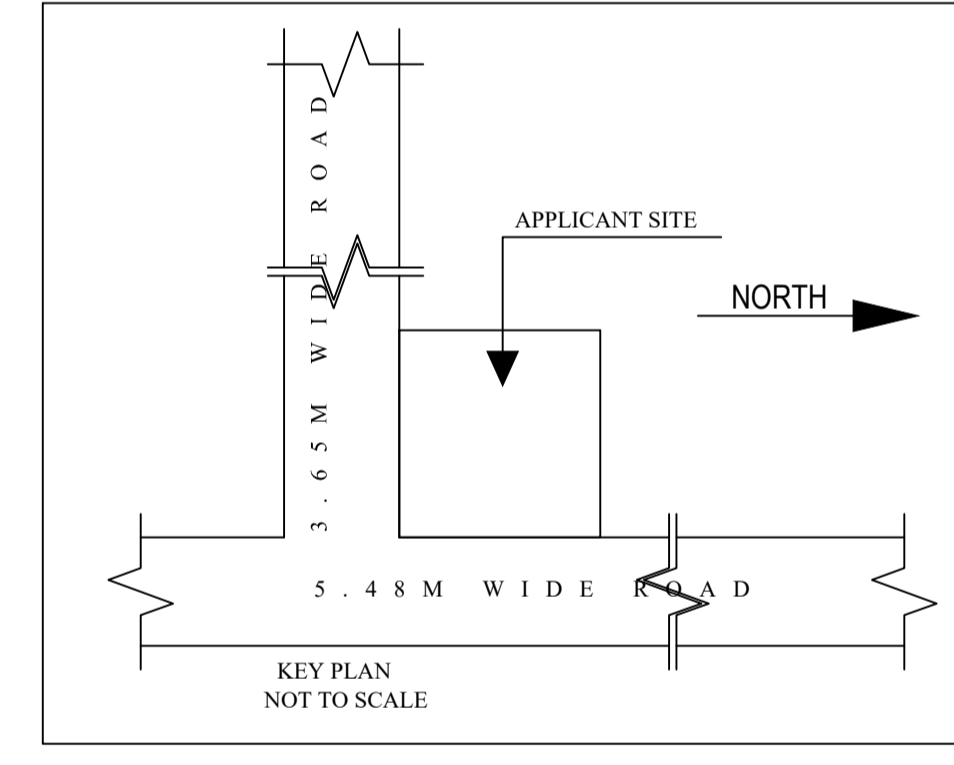 3.65M WIDE ROAD
APPLICANT SITE
NORTH
5.48M WIDE ROAD
KEY PLAN
NOT TO SCALE